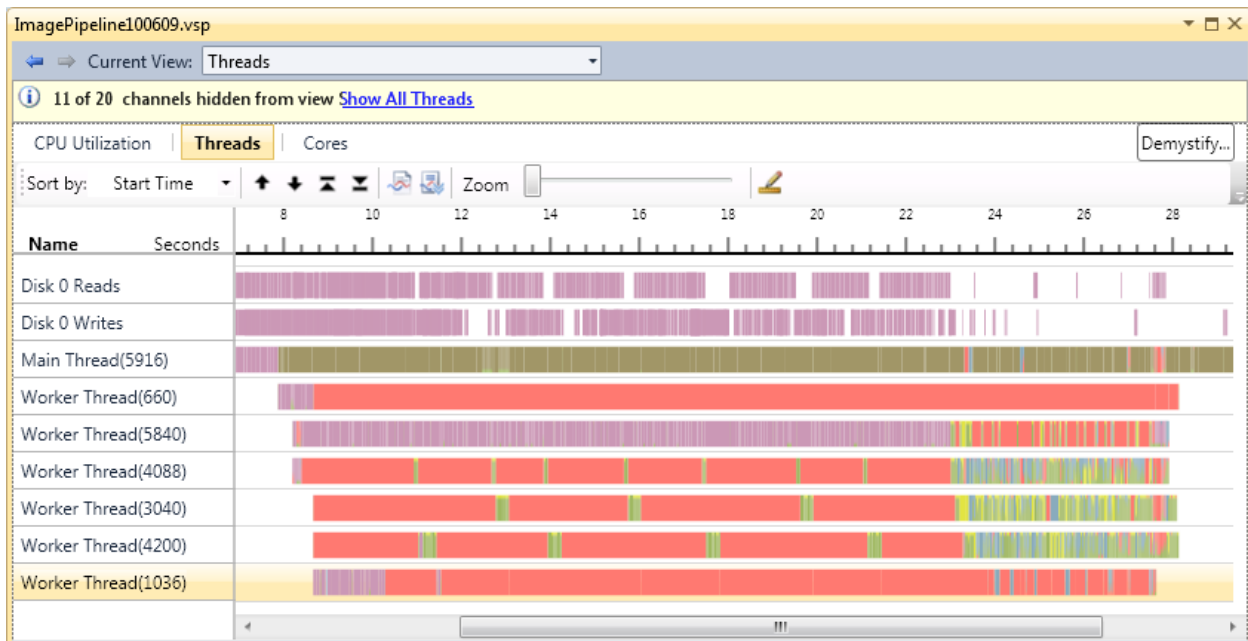 ImagePipeline100609.vsp
Current View: Threads
11 of 20 channels hidden from view Show All Threads
CPU Utilization Threads Cores Demystify...
Sort by: Start Time Zoom
8 10 12 14 16 18 20 22 24 26 28
Name Seconds
Disk 0 Reads
Disk 0 Writes
Main Thread(5916)
Worker Thread(660)
Worker Thread(5840)
Worker Thread(4088)
Worker Thread(3040)
Worker Thread(4200)
Worker Thread(1036)